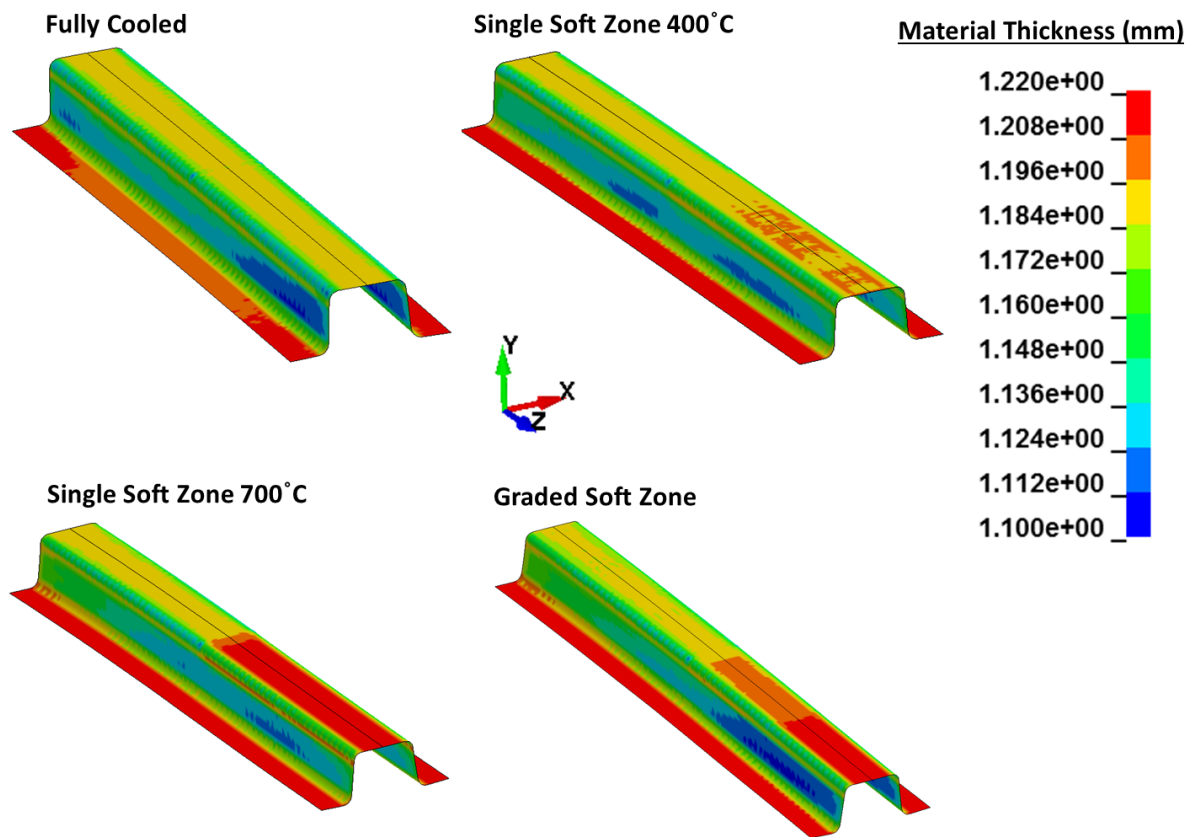 Fully Cooled
Single Soft Zone 400˚C
Material Thickness (mm)
1.220e+00
1.208e+00
1.196e+00
1.184e+00
1.172e+00
1.160e+00
1.148e+00
1.136e+00
1.124e+00
1.112e+00
1.100e+00
Y
X
Z
Single Soft Zone 700˚C
Graded Soft Zone